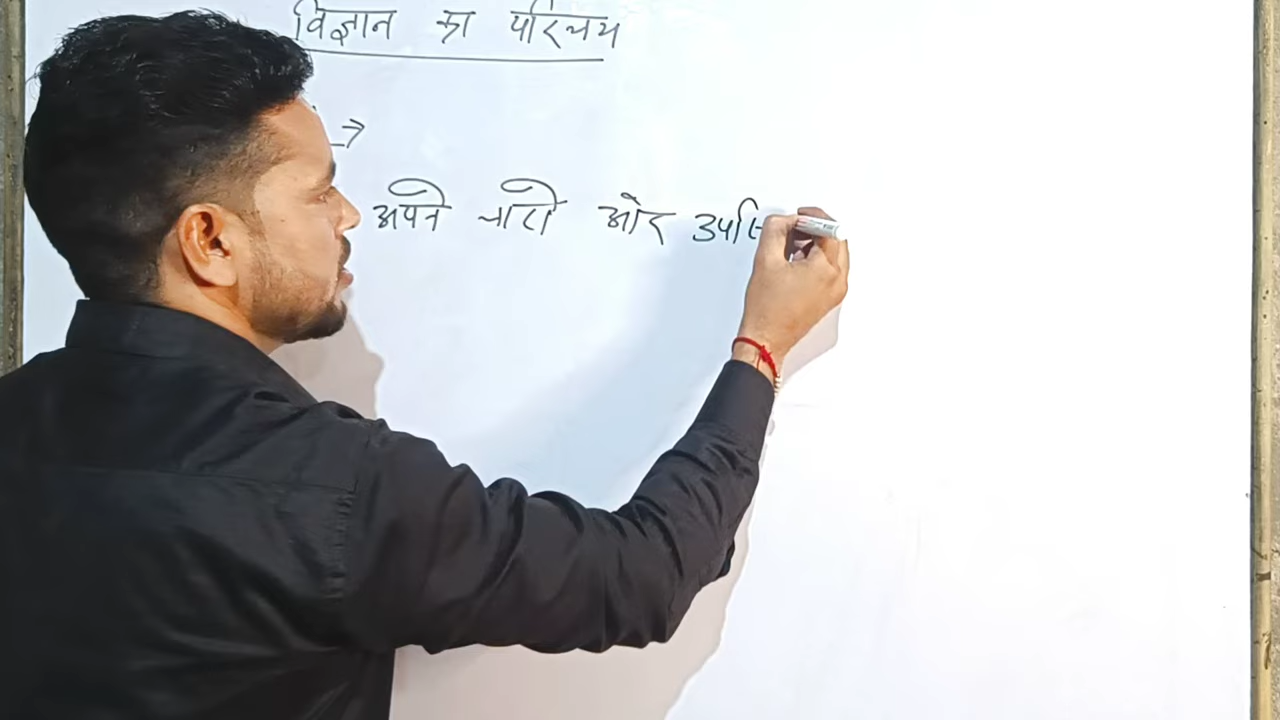 विज्ञान का परिचय
→
अपने चारो ओर